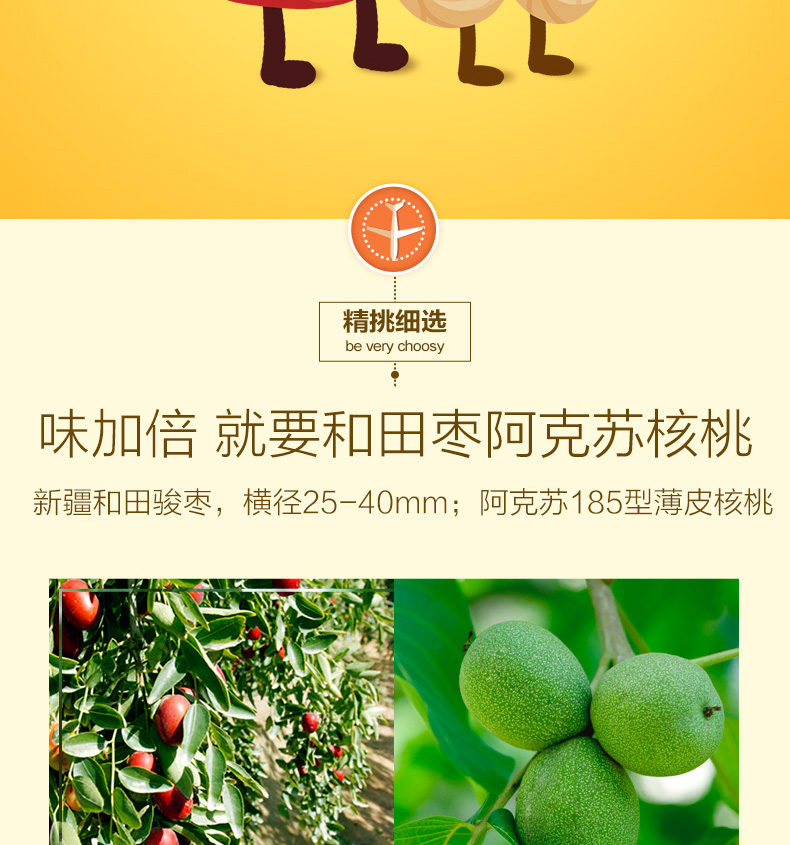 精挑细选
be very choosy
味加倍 就要和田枣阿克苏核桃
新疆和田骏枣，横径25-40mm；阿克苏185型薄皮核桃